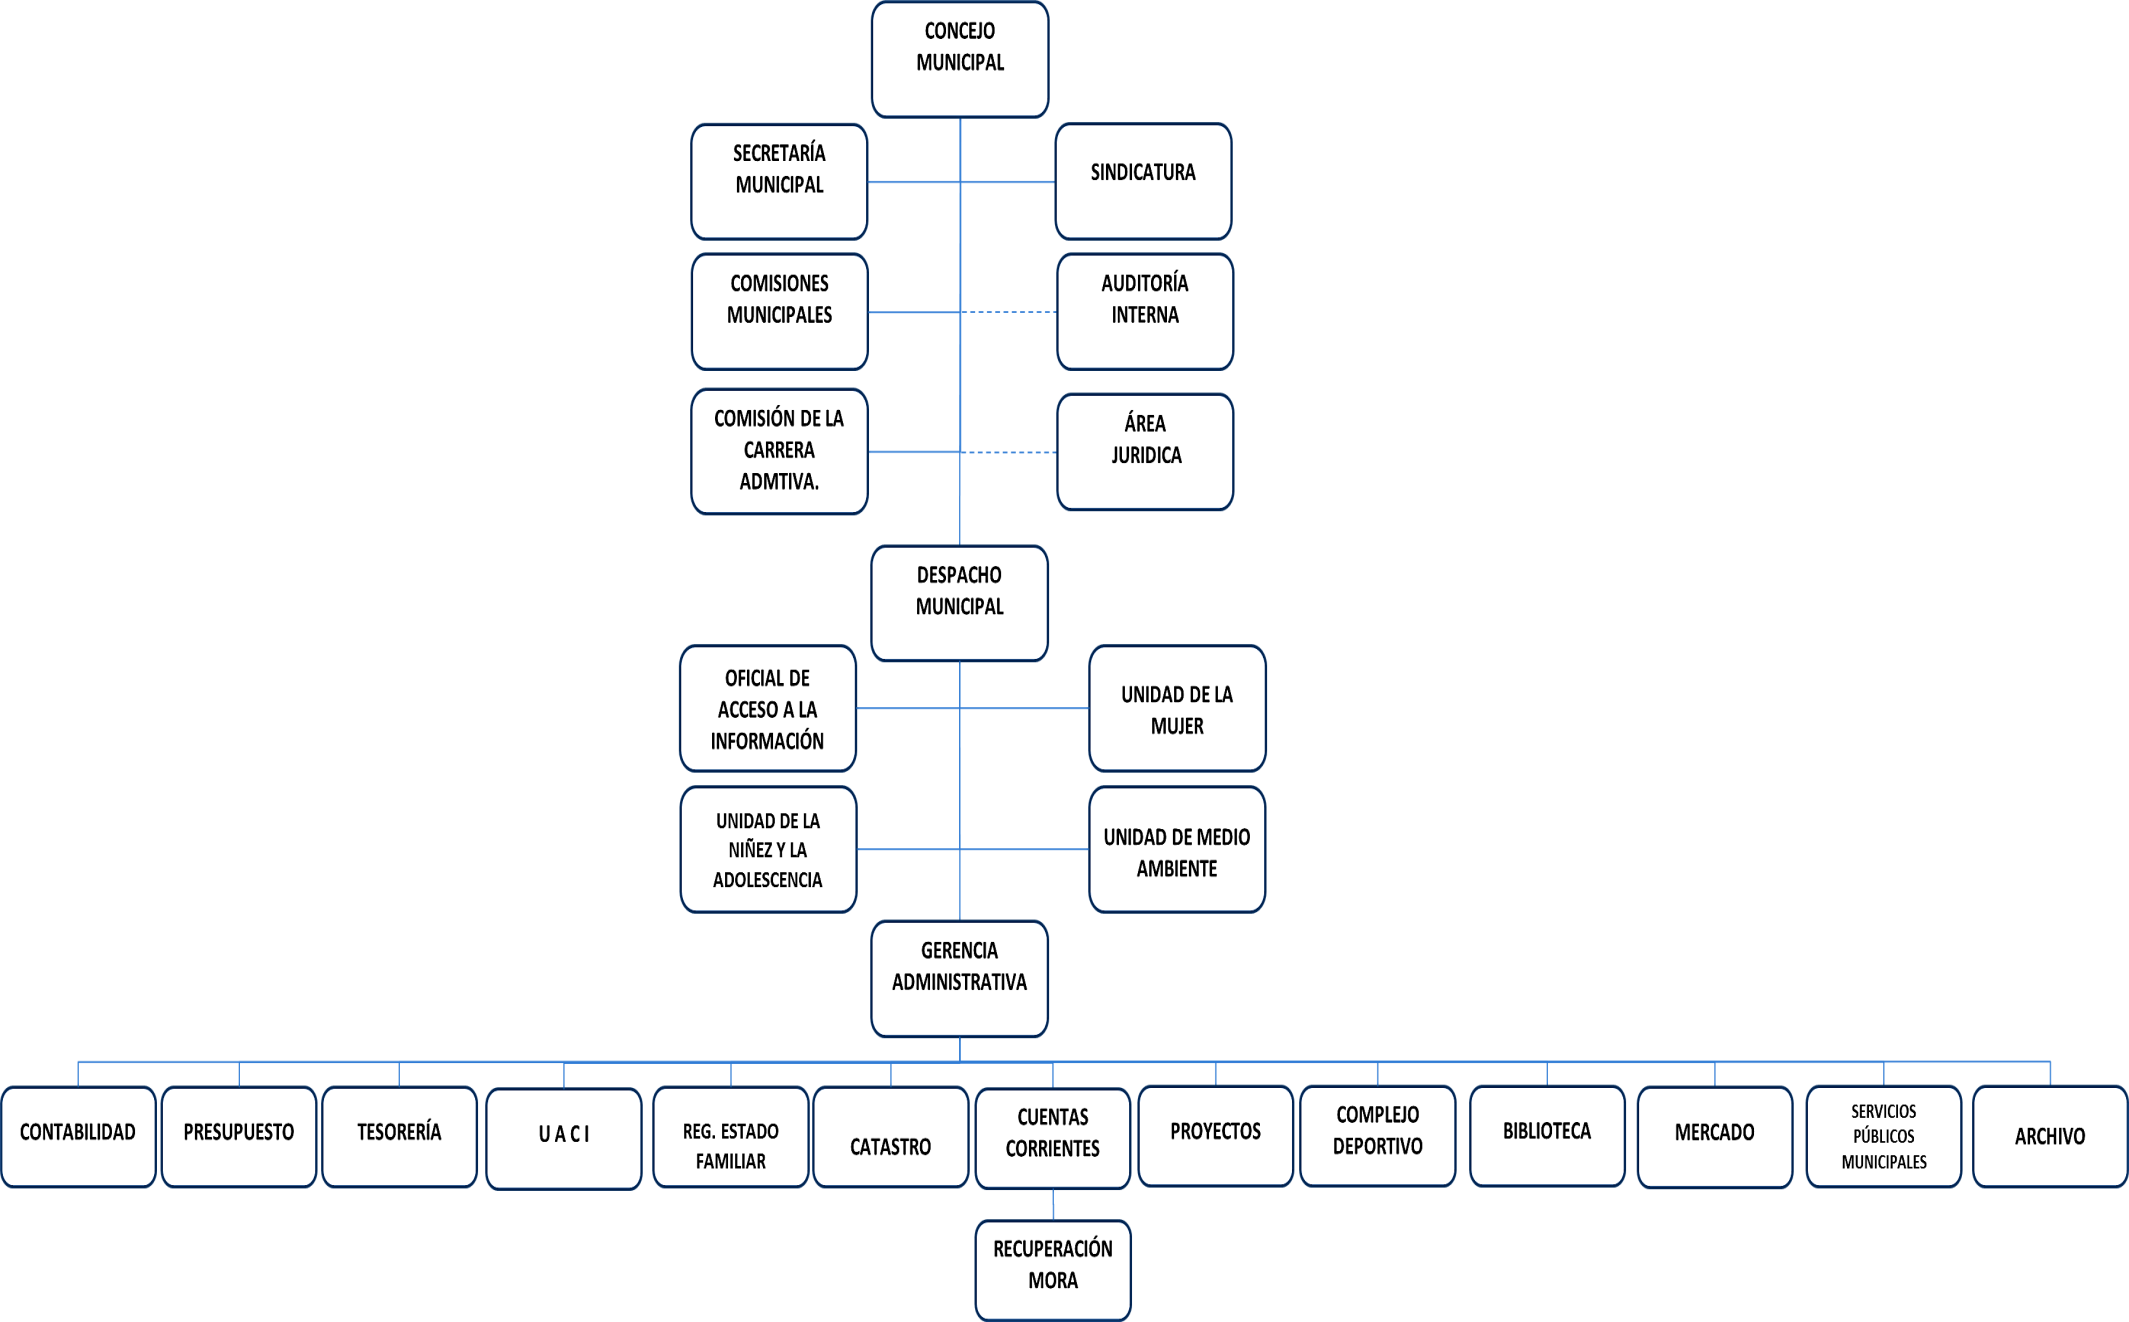 CONCEJO
MUNICIPAL
SECRETARÍA
MUNICIPAL
SINDICATURA
COMISIONES
MUNICIPALES
AUDITORÍA
INTERNA
COMISIÓN DE LA
CARRERA
ADMTIVA.
ÁREA
JURIDICA
DESPACHO
MUNICIPAL
OFICIAL DE
ACCESO A LA
INFORMACIÓN
UNIDAD DE LA
MUJER
UNIDAD DE LA
NIÑEZ Y LA
ADOLESCENCIA
UNIDAD DE MEDIO
AMBIENTE
GERENCIA
ADMINISTRATIVA
CONTABILIDAD
PRESUPUESTO
TESORERÍA
U A C I
REG. ESTADO
FAMILIAR
CATASTRO
CUENTAS
CORRIENTES
PROYECTOS
COMPLEJO
DEPORTIVO
BIBLIOTECA
MERCADO
SERVICIOS
PÚBLICOS
MUNICIPALES
ARCHIVO
RECUPERACIÓN
MORA